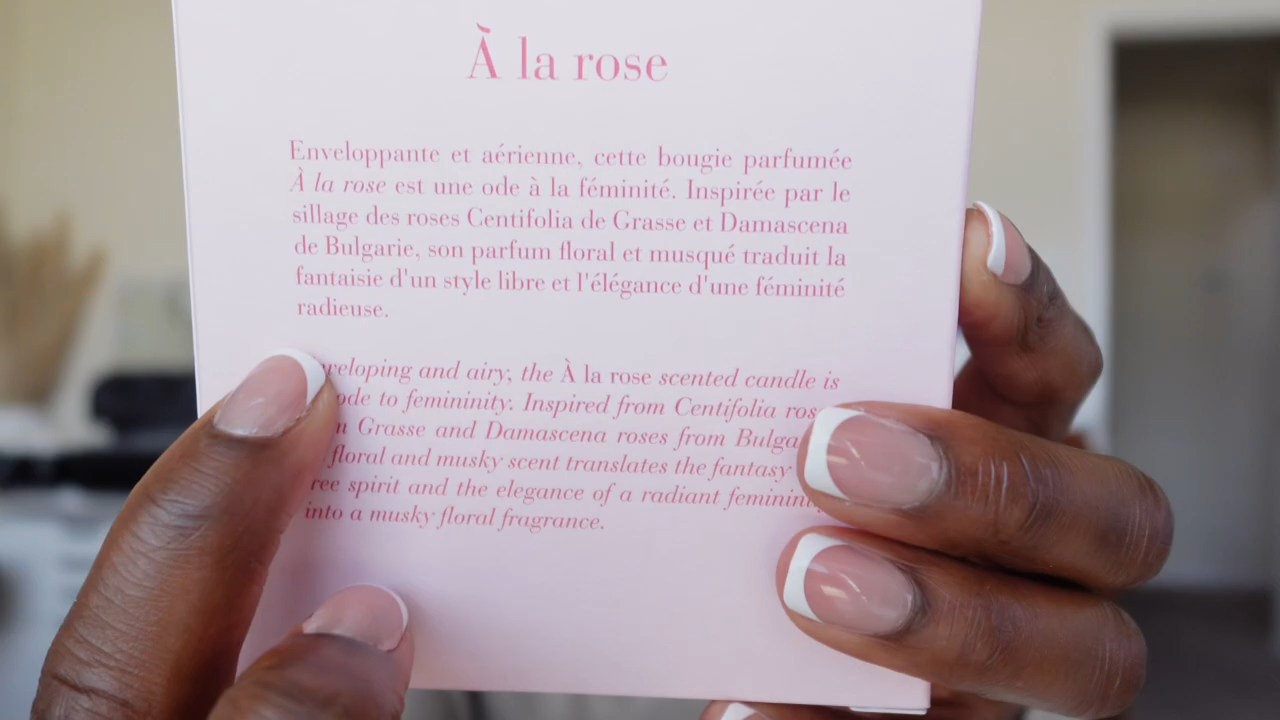 À la rose
Enveloppante et aérienne, cette bougie parfumée
À la rose est une ode à la féminité. Inspirée par le
sillage des roses Centifolia de Grasse et Damascena
de Bulgarie, son parfum floral et musqué traduit la
fantaisie d'un style libre et l'élégance d'une féminité
radieuse.
and airy, the À la rose scented candle is
ode to femininity. Inspired from Centifolia
Grasse and Damascena roses from
floral and musky scent translates the fantasy
spirit and the elegance of a radiant
into a musky floral fragrance.